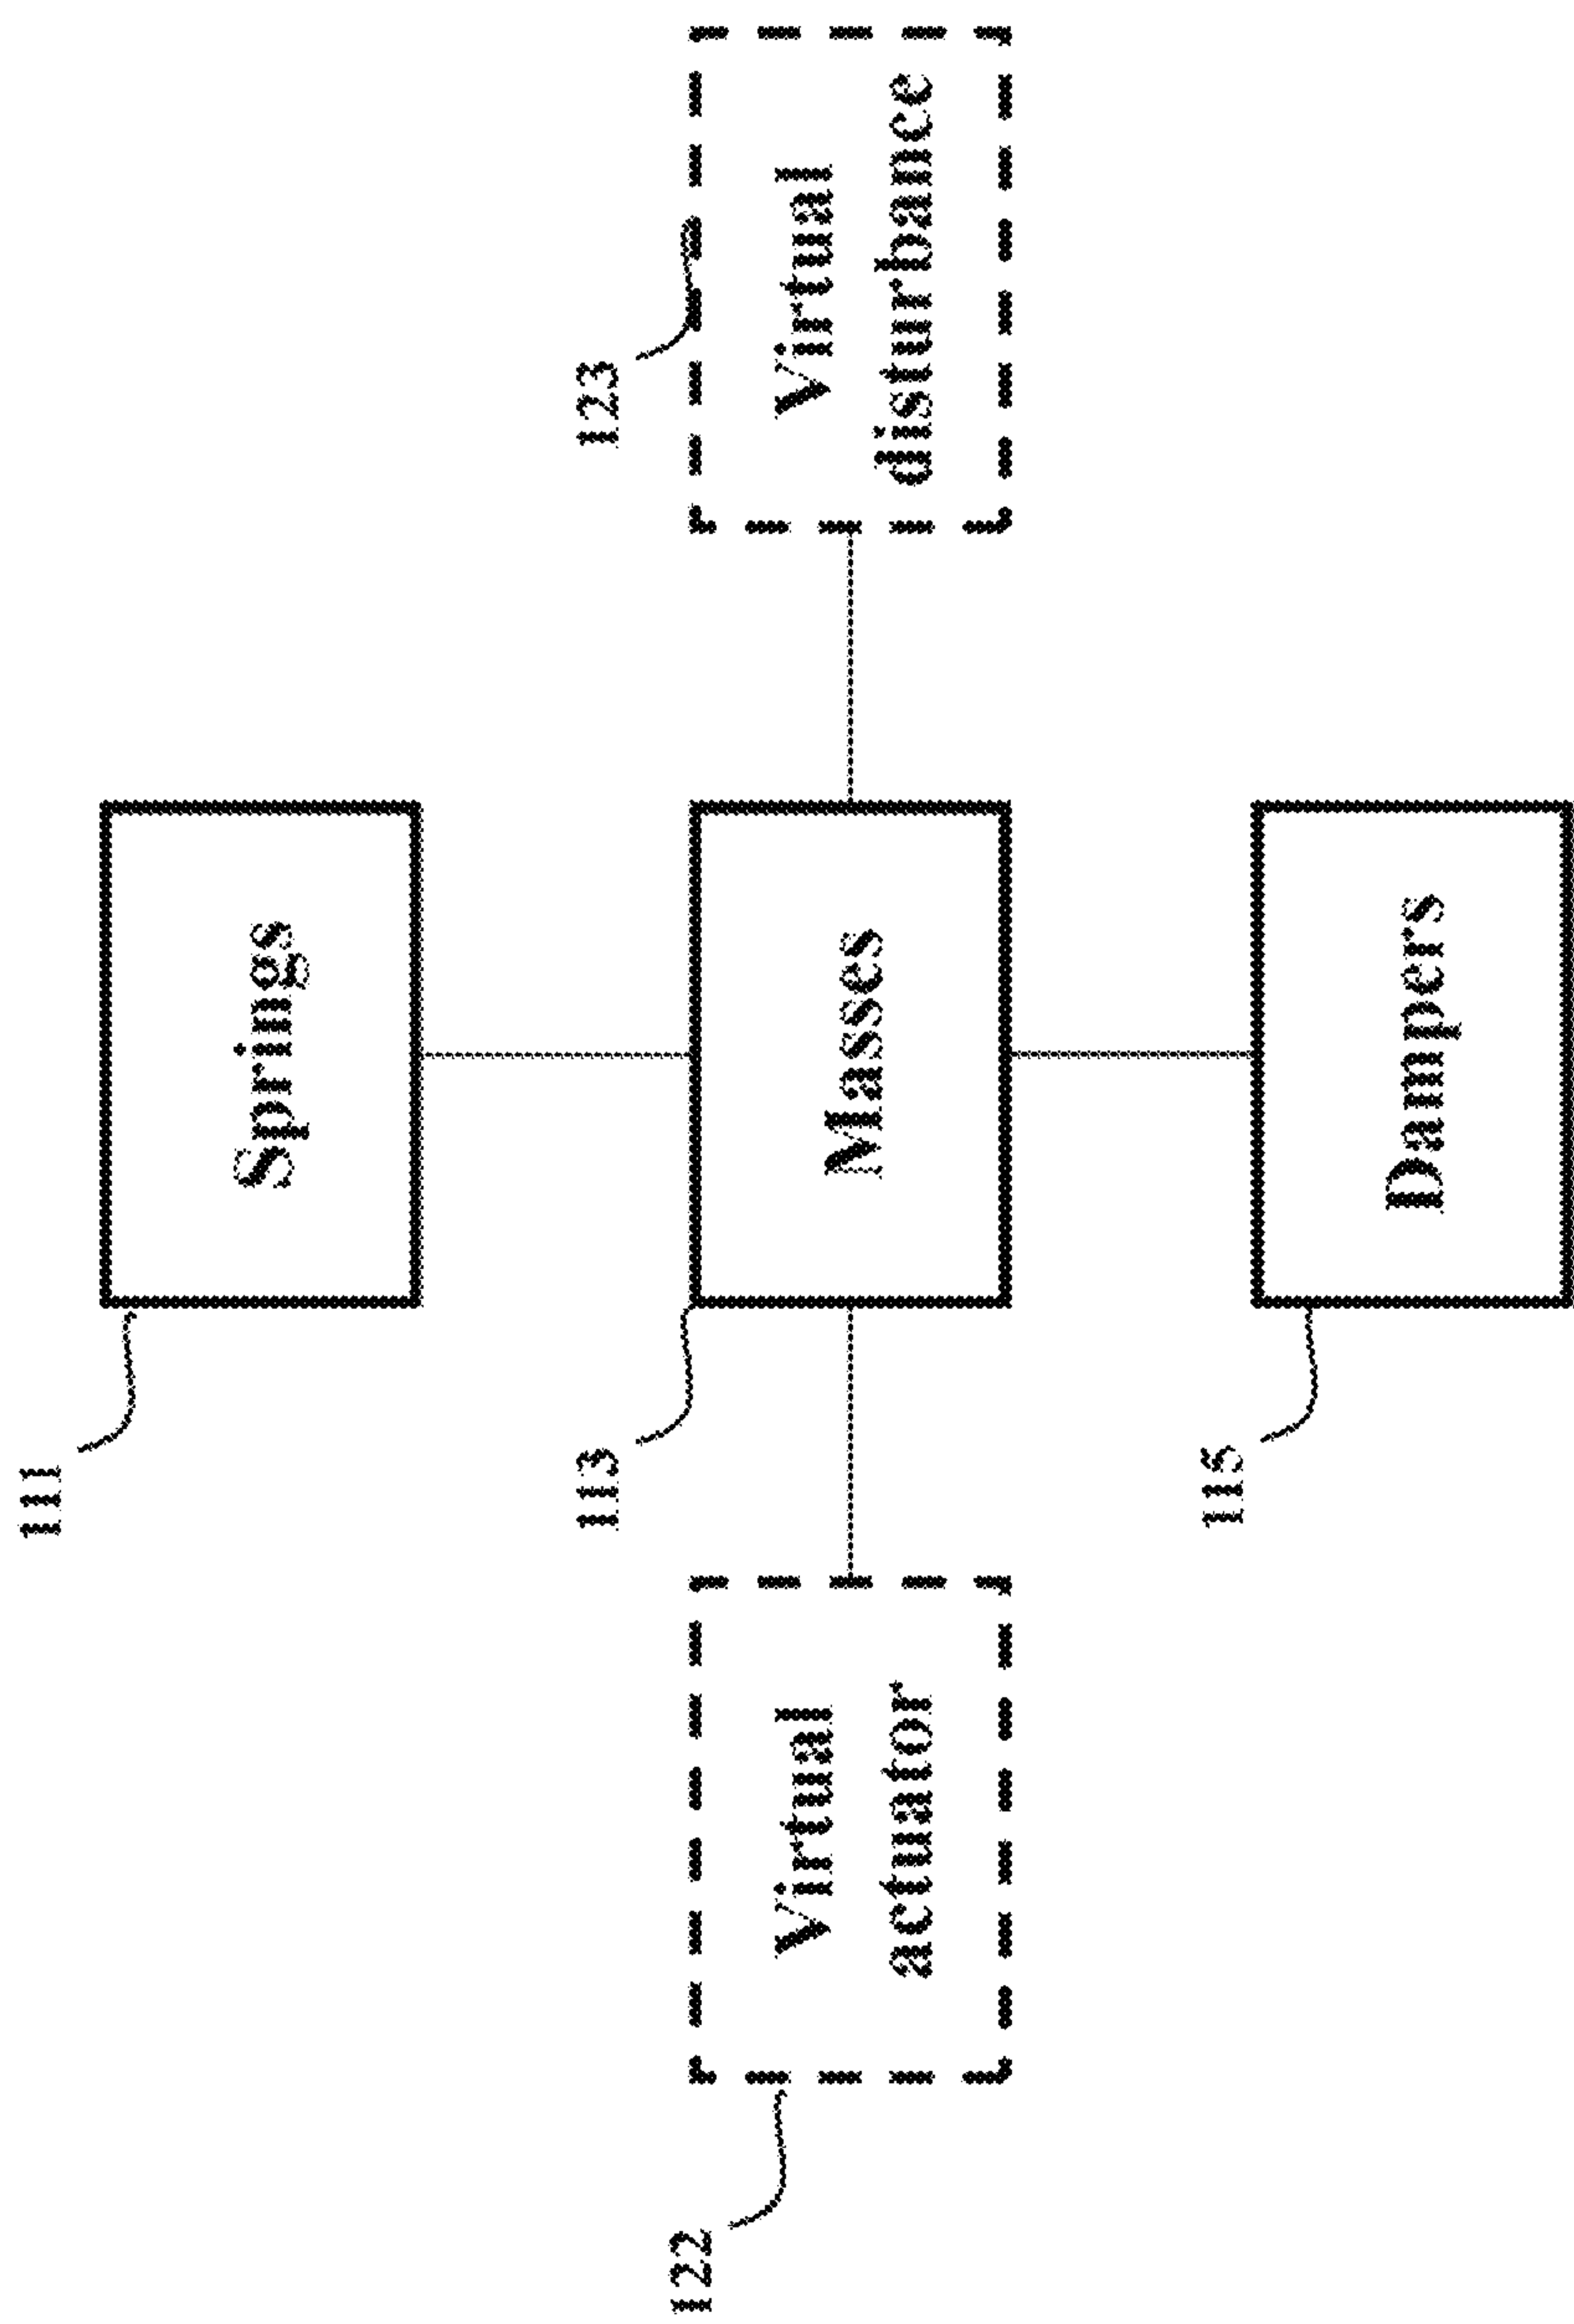 111
Springs
113
123
122
Virtual
actuator
Masses
Virtual
disturbance
115
Dampers